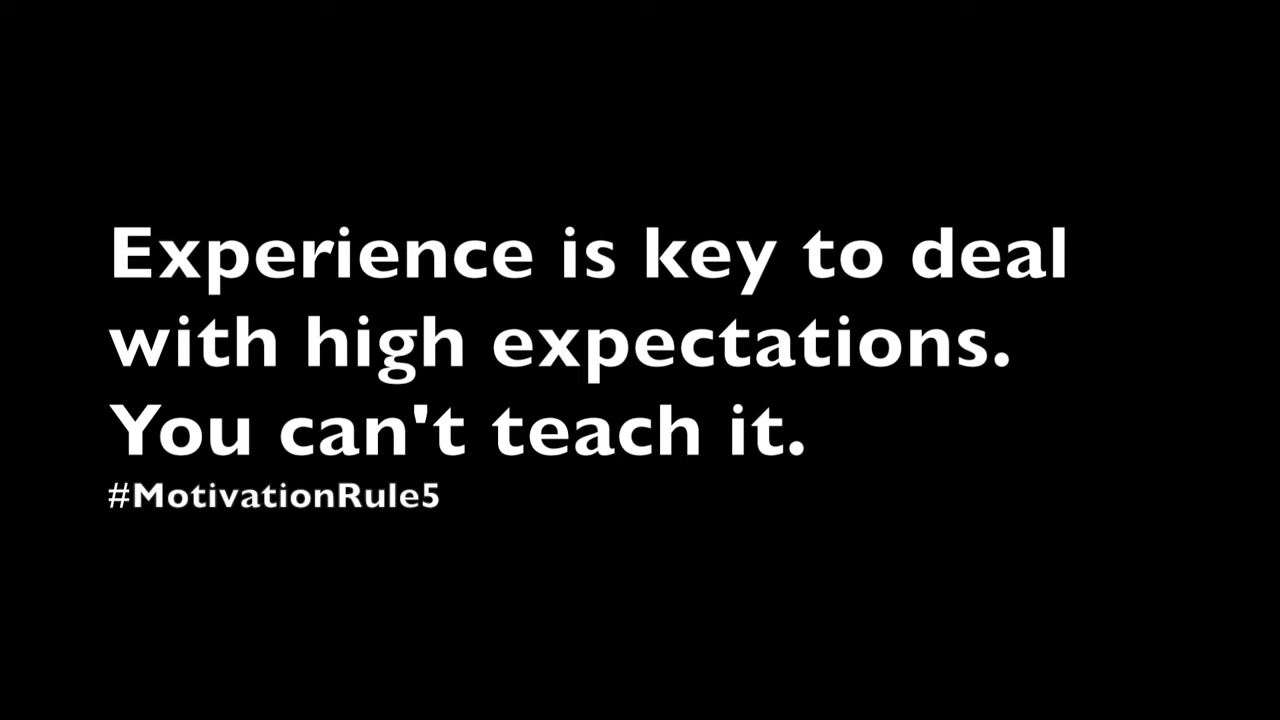 Experience is key to deal
with high expectations.
You can't teach it.
#MotivationRule5